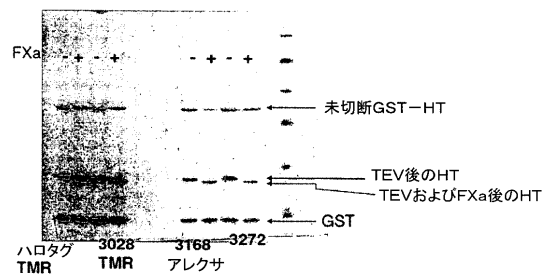 FXa - + - + - + - +
未切断GST-HT
TEV後のHT
TEVおよびFXa後のHT
GST
ハロタグ 3028 3168 3272
TMR TMR アレクサ